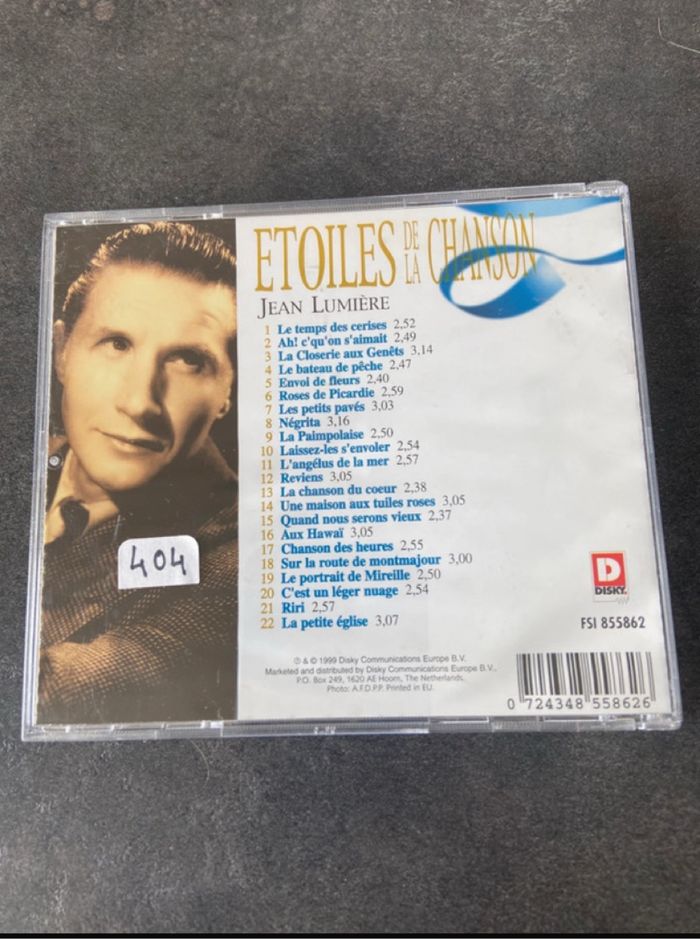 ETOILES DE LA CHANSON
JEAN LUMIÈRE
1 Le temps des cerises 2,52
2 Ah! c'qu'on s'aimait 2,49
3 La Closerie aux Genêts 3,14
4 Le bateau de pêche 2,47
5 Envoi de fleurs 2,40
6 Roses de Picardie 2,59
7 Les petits pavés 3,03
8 Négrita 3,16
9 La Paimpolaise 2,50
10 Laissez-les s'envoler 2,54
11 L'angélus de la mer 2,57
12 Reviens 3,05
13 La chanson du coeur 2,38
14 Une maison aux tuiles roses 3,05
15 Quand nous serons vieux 2,37
16 Aux Hawaï 3,05
17 Chanson des heures 2,55
18 Sur la route de montmajour 3,00
19 Le portrait de Mireille 2,50
20 C'est un léger nuage 2,54
21 Riri 2,57
22 La petite église 3,07
404
D
DISKY
FSI 855862
℗ & © 1999 Disky Communications Europe B.V.
Marketed and distributed by Disky Communications Europe B.V.,
P.O. Box 249, 1620 AE Hoorn, The Netherlands.
Photo: A.F.D.P.P. Printed in EU.
0 724348 558626